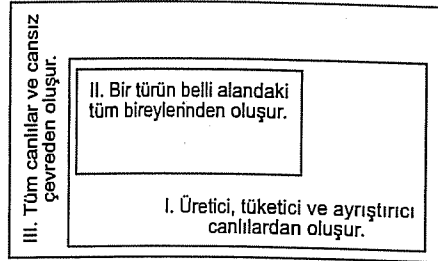 III. Tüm canlılar ve cansız
çevreden oluşur.
II. Bir türün belli alandaki
tüm bireylerinden oluşur.
I. Üretici, tüketici ve ayrıştırıcı
canlılardan oluşur.